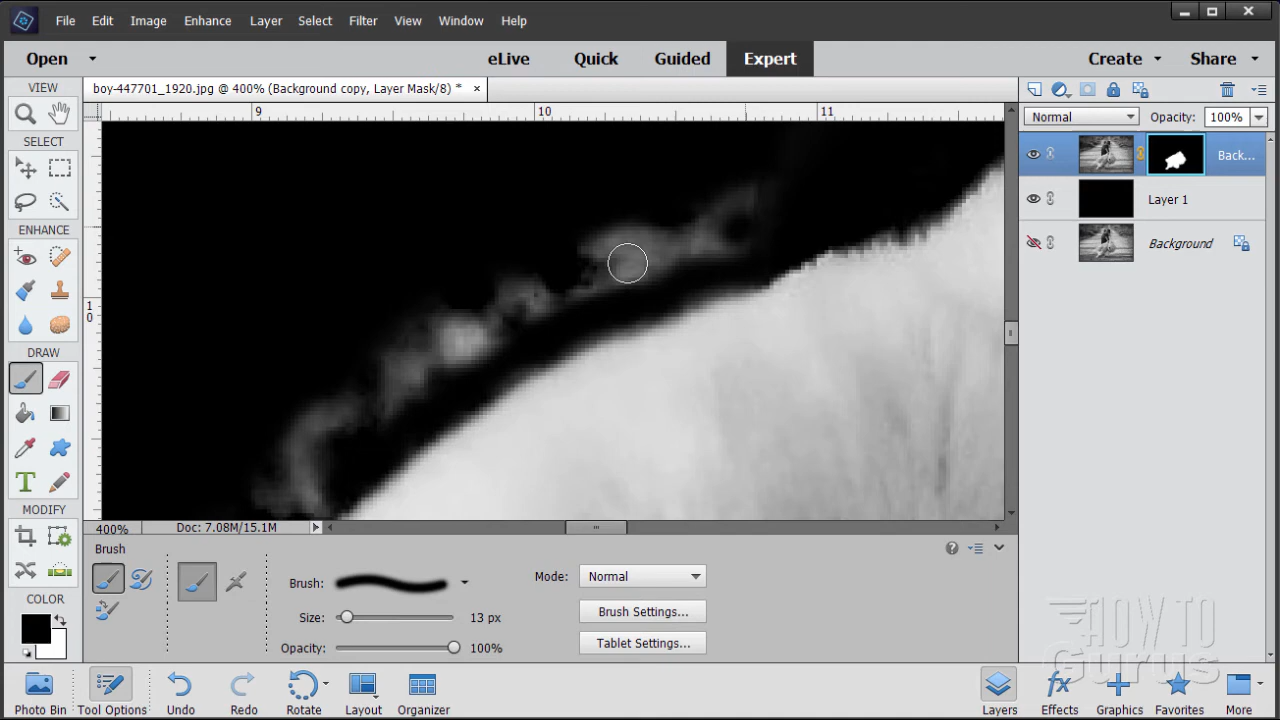 File Edit Image Enhance Layer Select Filter View Window Help
Open eLive Quick Guided Expert Create Share
VIEW
boy-447701_1920.jpg @ 400% (Background copy, Layer Mask/8) * ×
9 10 11
Normal Opacity: 100%
SELECT
Back...
Layer 1
ENHANCE
Background
1
0
DRAW
T
MODIFY
400% Doc: 7.08M/15.1M
Brush
Brush: Mode: Normal
COLOR
Size: 13 px Brush Settings...
Opacity: 100% Tablet Settings...
HOW TO
Gurus
fx
Photo Bin Tool Options Undo Redo Rotate Layout Organizer Layers Effects Graphics Favorites More